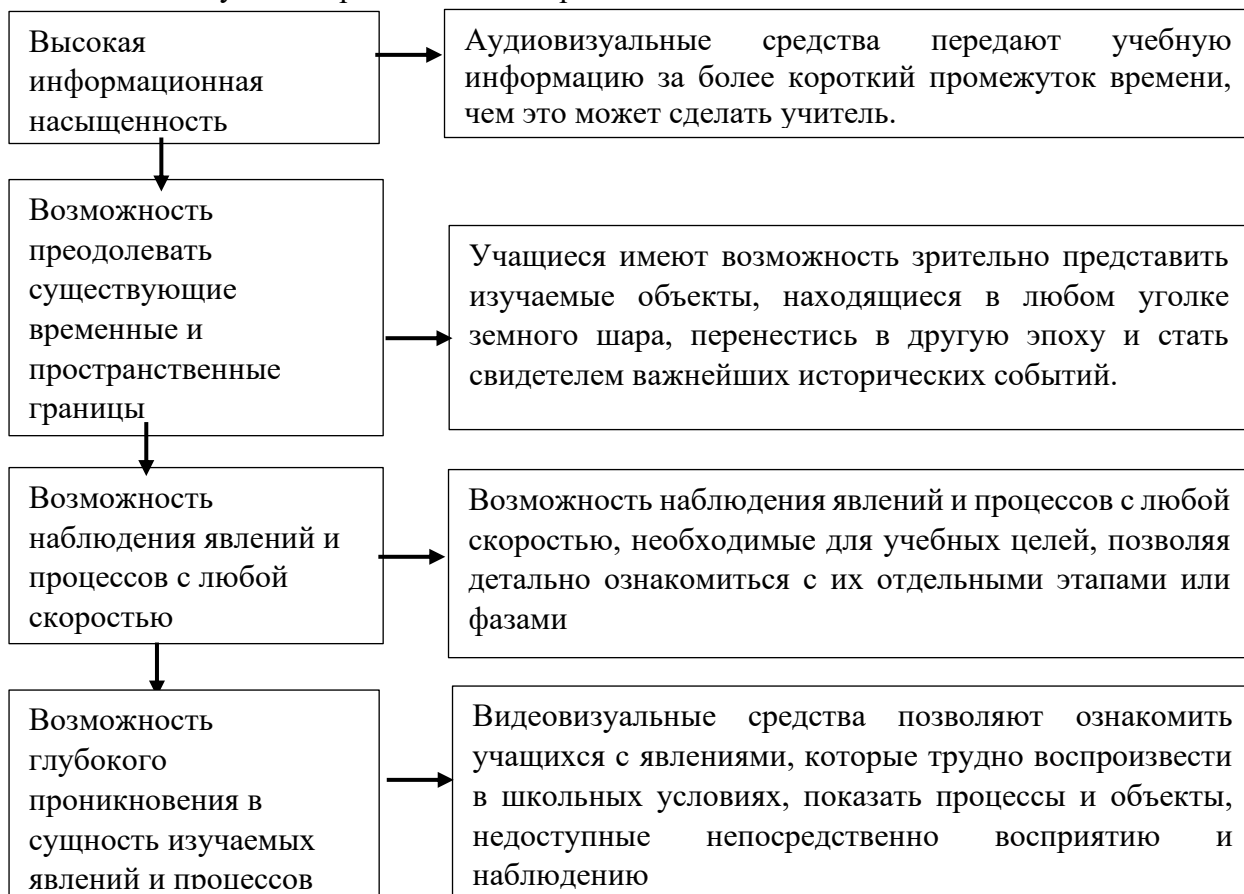 Высокая
информационная
насыщенность
Аудиовизуальные средства передают учебную
информацию за более короткий промежуток времени,
чем это может сделать учитель.
Возможность
преодолевать
существующие
временные и
пространственные
границы
Учащиеся имеют возможность зрительно представить
изучаемые объекты, находящиеся в любом уголке
земного шара, перенестись в другую эпоху и стать
свидетелем важнейших исторических событий.
Возможность
наблюдения явлений и
процессов с любой
скоростью
Возможность наблюдения явлений и процессов с любой
скоростью, необходимые для учебных целей, позволяя
детально ознакомиться с их отдельными этапами или
фазами
Возможность
глубокого
проникновения в
сущность изучаемых
явлений и процессов
Видеовизуальные средства позволяют ознакомить
учащихся с явлениями, которые трудно воспроизвести
в школьных условиях, показать процессы и объекты,
недоступные непосредственно восприятию и
наблюдению